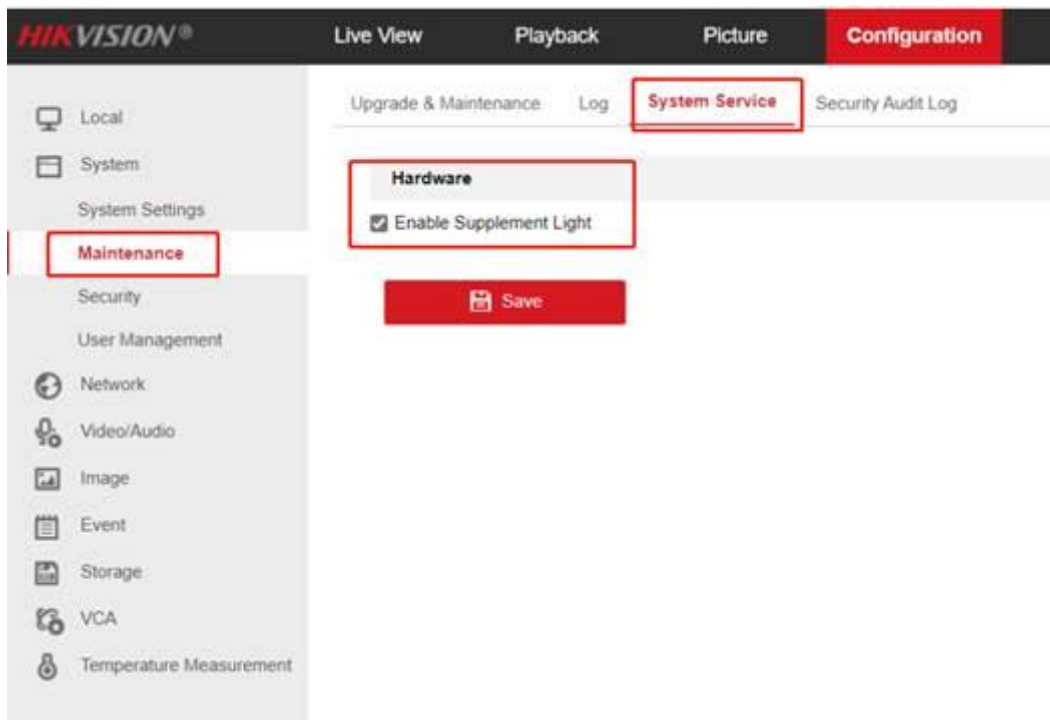 HIKVISION®
Live View Playback Picture Configuration
Upgrade & Maintenance Log System Service Security Audit Log
Local
System
System Settings
Maintenance
Security
User Management
Network
Video/Audio
Image
Event
Storage
VCA
Temperature Measurement
Hardware
Enable Supplement Light
Save